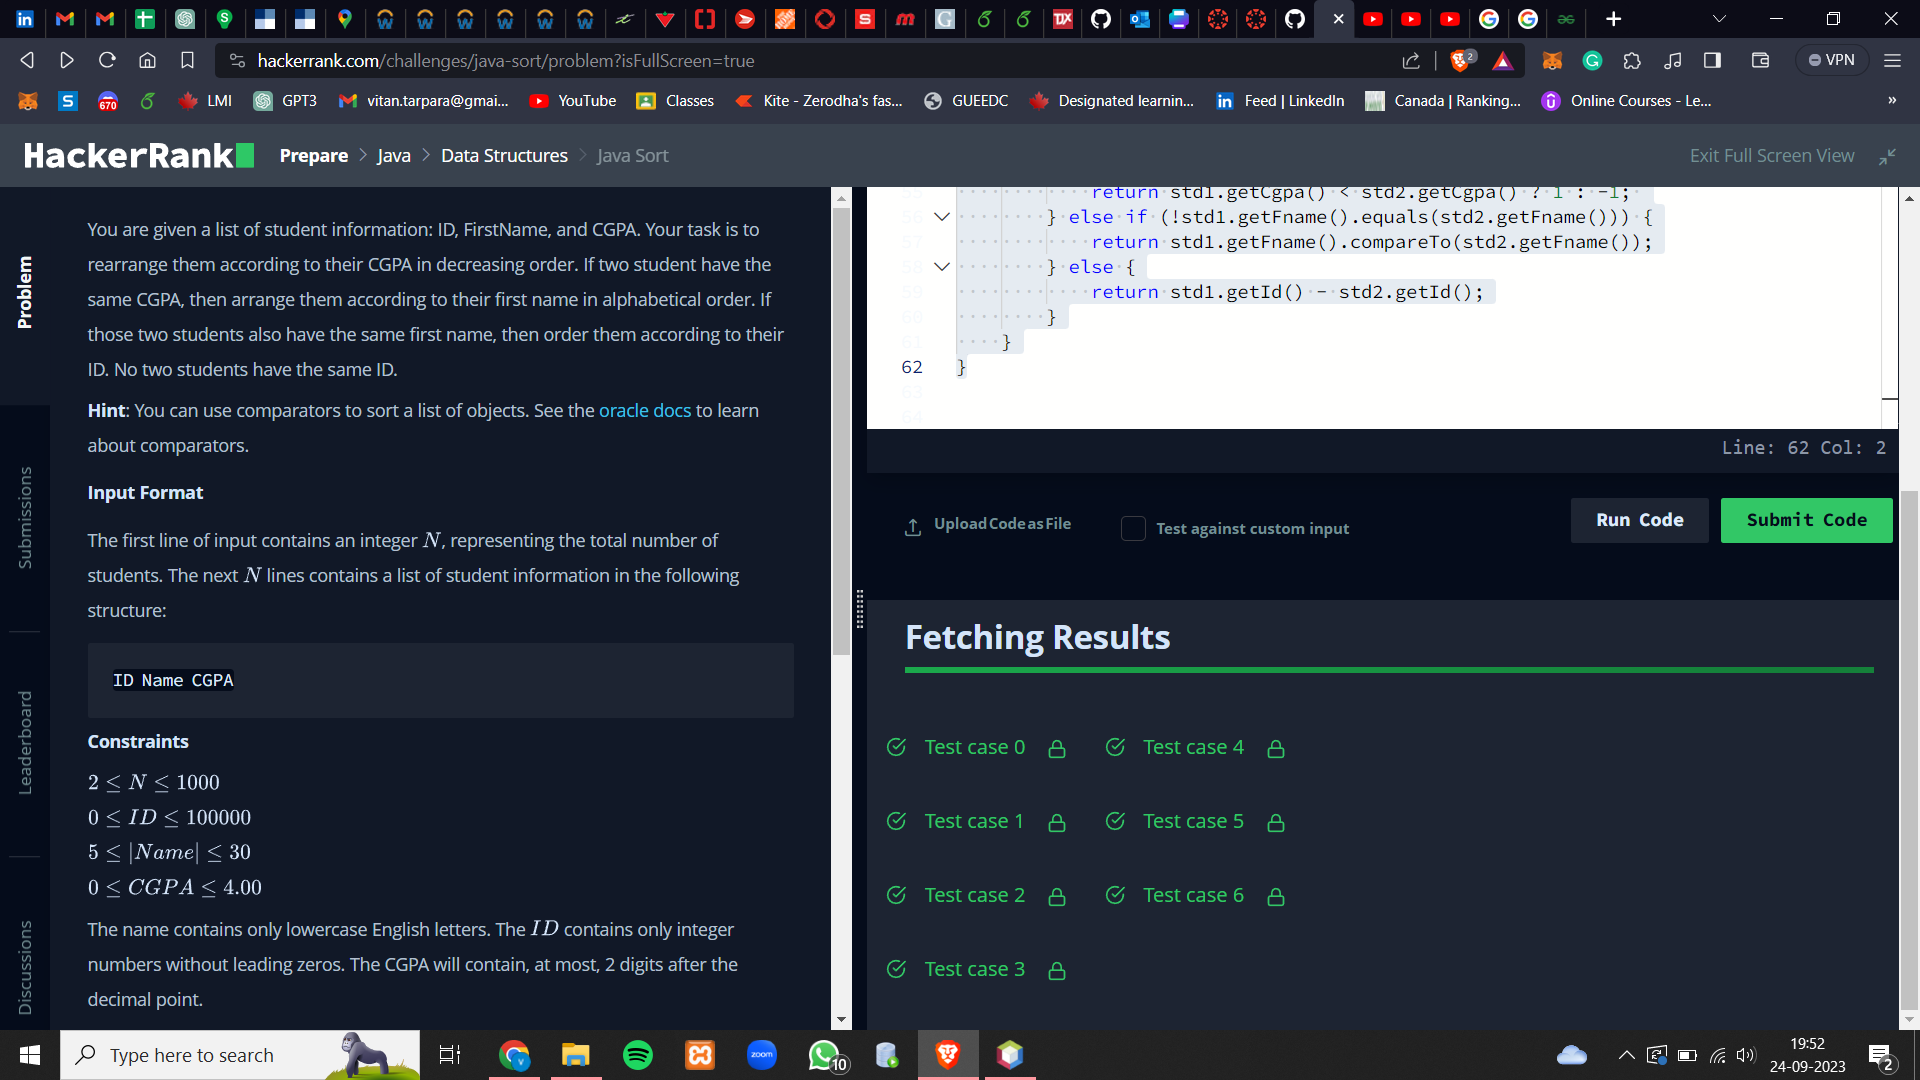 hackerrank.com/challenges/java-sort/problem?isFullScreen=true
2
VPN
670
LMI
GPT3
vitan.tarpara@gmai...
YouTube
Classes
Kite - Zerodha's fas...
GUEEDC
Designated learnin...
Feed | LinkedIn
Canada | Ranking...
Online Courses - Le...
»
HackerRank
Prepare > Java > Data Structures > Java Sort
Exit Full Screen View
Problem
Submissions
Leaderboard
Discussions
You are given a list of student information: ID, FirstName, and CGPA. Your task is to
rearrange them according to their CGPA in decreasing order. If two student have the
same CGPA, then arrange them according to their first name in alphabetical order. If
those two students also have the same first name, then order them according to their
ID. No two students have the same ID.
Hint: You can use comparators to sort a list of objects. See the oracle docs to learn
about comparators.
Input Format
The first line of input contains an integer N, representing the total number of
students. The next N lines contains a list of student information in the following
structure:
ID Name CGPA
Constraints
2 ≤ N ≤ 1000
0 ≤ ID ≤ 100000
5 ≤ |Name| ≤ 30
0 ≤ CGPA ≤ 4.00
The name contains only lowercase English letters. The ID contains only integer
numbers without leading zeros. The CGPA will contain, at most, 2 digits after the
decimal point.
return std1.getCgpa() < std2.getCgpa() ? 1 : -1;
56 } else if (!std1.getFname().equals(std2.getFname())) {
57 return std1.getFname().compareTo(std2.getFname());
58 } else {
59 return std1.getId() - std2.getId();
60 }
61 }
62 }
63
64
Line: 62 Col: 2
Upload Code as File
Test against custom input
Run Code
Submit Code
Fetching Results
Test case 0
Test case 4
Test case 1
Test case 5
Test case 2
Test case 6
Test case 3
Type here to search
zoom
10
19:52
24-09-2023
2